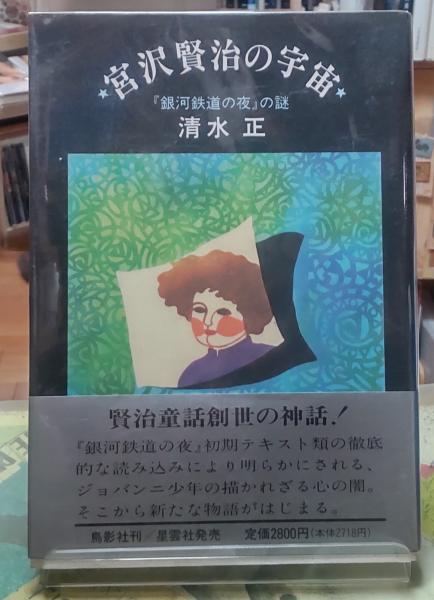 宮沢賢治の宇宙
『銀河鉄道の夜』の謎
清水 正
賢治童話創世の神話!
『銀河鉄道の夜』初期テキスト類の徹底
的な読み込みにより明らかにされる、
ジョバンニ少年の描かれざる心の闇。
そこから新たな物語がはじまる。
鳥影社刊/星雲社発売 定価2800円(本体2718円)